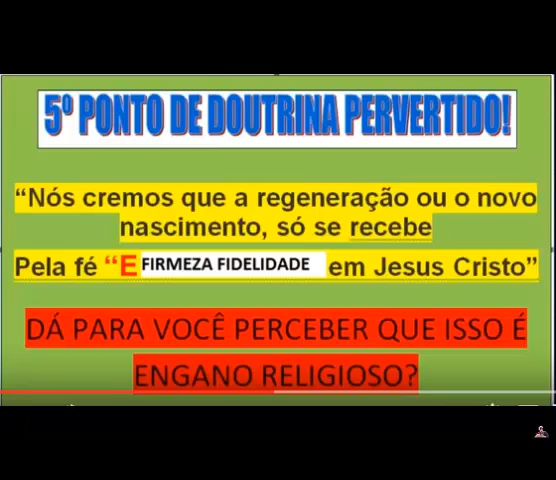 5º PONTO DE DOUTRINA PERVERTIDO!
“Nós cremos que a regeneração ou o novo
nascimento, só se recebe
Pela fé “E FIRMEZA FIDELIDADE em Jesus Cristo”
DÁ PARA VOCÊ PERCEBER QUE ISSO É
ENGANO RELIGIOSO?